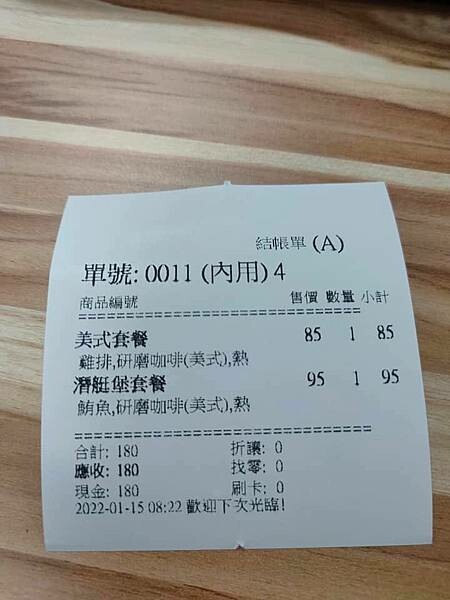 結帳單 (A)
單號: 0011 (內用) 4
商品編號 售價 數量 小計
================================
美式套餐 85 1 85
雞排,研磨咖啡(美式),熱
潛艇堡套餐 95 1 95
鮪魚,研磨咖啡(美式),熱
================================
合計: 180 折讓: 0
應收: 180 找零: 0
現金: 180 刷卡: 0
2022-01-15 08:22 歡迎下次光臨!